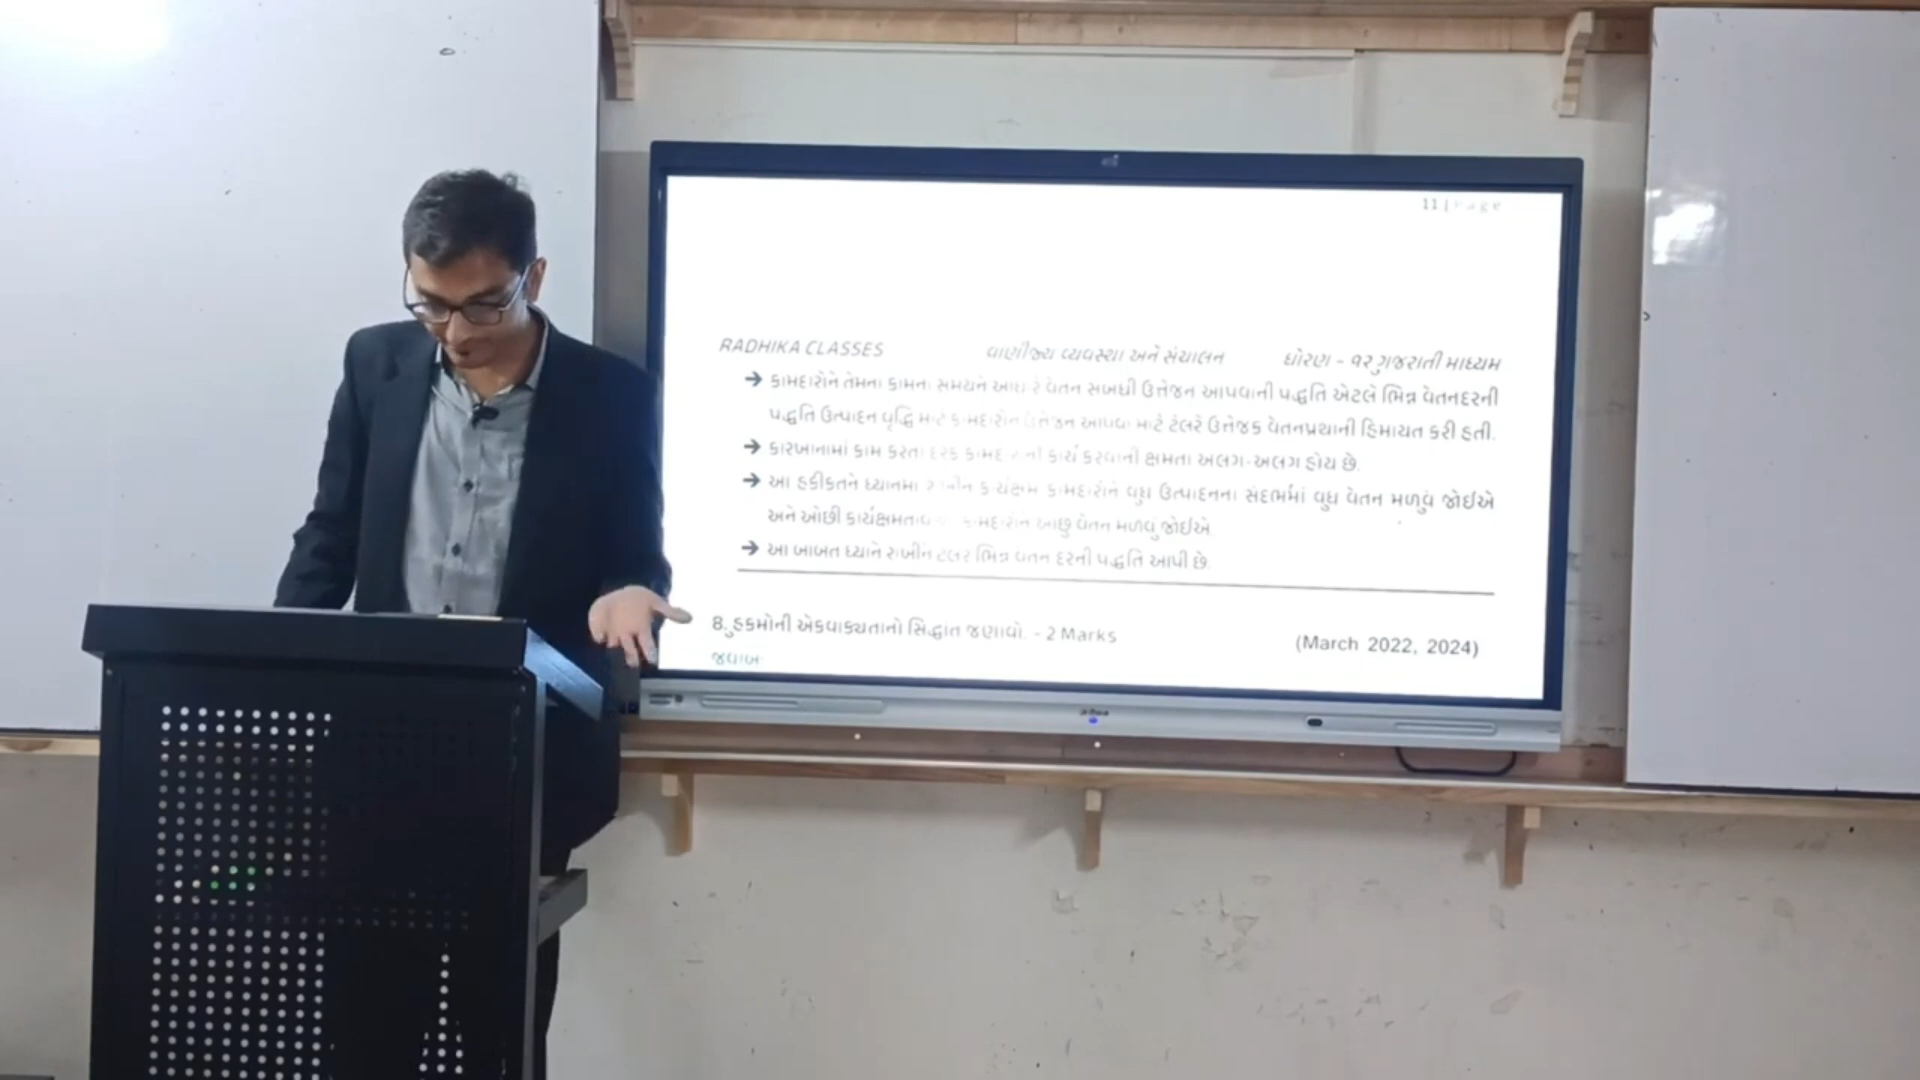 11 | Page
RADHIKA CLASSES વાણીજ્ય વ્યવસ્થા અને સંચાલન ધોરણ - ૧૨ ગુજરાતી માધ્યમ
→ કામદારોને તેમના કામના સમયને આધારે વેતન સબંધી ઉત્તેજન આપવાની પદ્ધતિ એટલે ભિન્ન વેતનદરની
પદ્ધતિ ઉત્પાદન વૃદ્ધિ માટે કામદારોને ઉત્તેજન આપવા માટે ટેલરે ઉત્તેજક વેતનપ્રથાની હિમાયત કરી હતી.
→ કારખાનામાં કામ કરતા દરેક કામદારની કાર્ય કરવાની ક્ષમતા અલગ-અલગ હોય છે.
→ આ હકીકતને ધ્યાનમાં રાખીને કાર્યક્ષમ કામદારોને વધુ ઉત્પાદનના સંદર્ભમાં વધુ વેતન મળવું જોઈએ
અને ઓછી કામદારોને ઓછુ વેતન મળવું જોઈએ.
→ આ બાબત ધ્યાને રાખીને ટેલરે ભિન્ન વેતન દરની પદ્ધતિ આપી છે.
8. હુકમોની એકવાક્યતાનો સિદ્ધાત જણાવો. - 2 Marks (March 2022, 2024)
જવાબ: